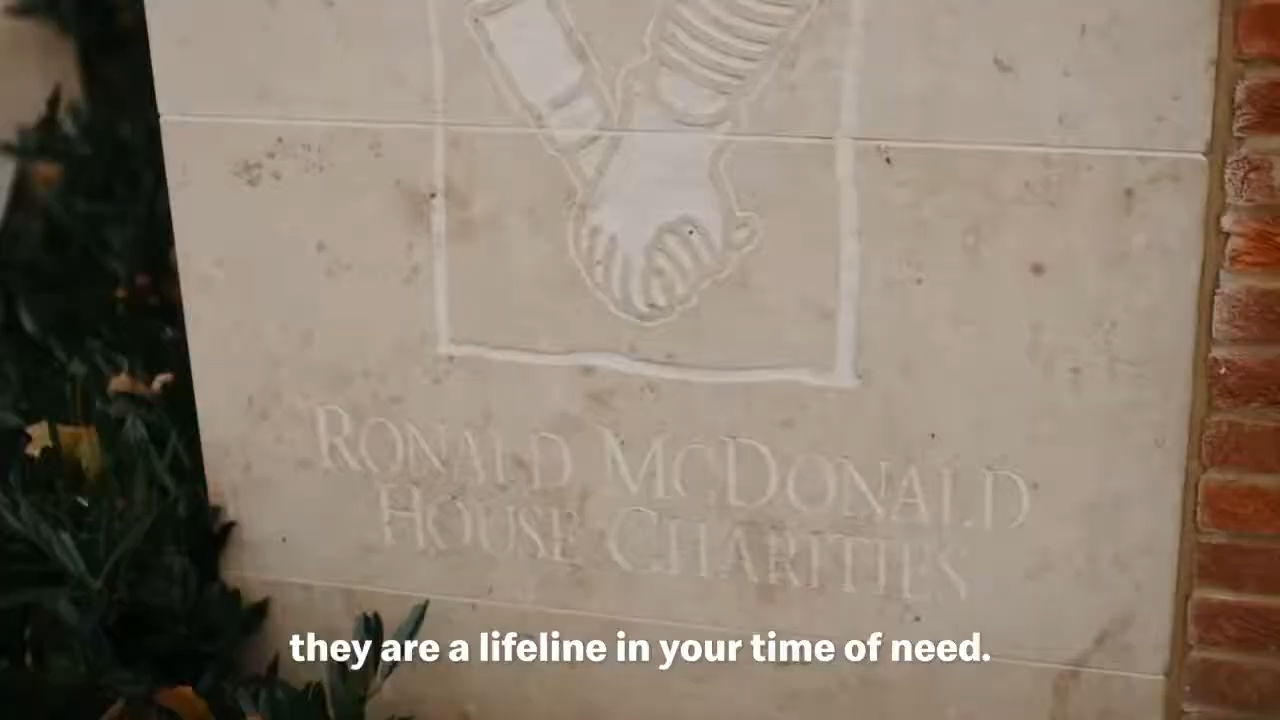 RONALD MCDONALD
HOUSE CHARITIES
they are a lifeline in your time of need.